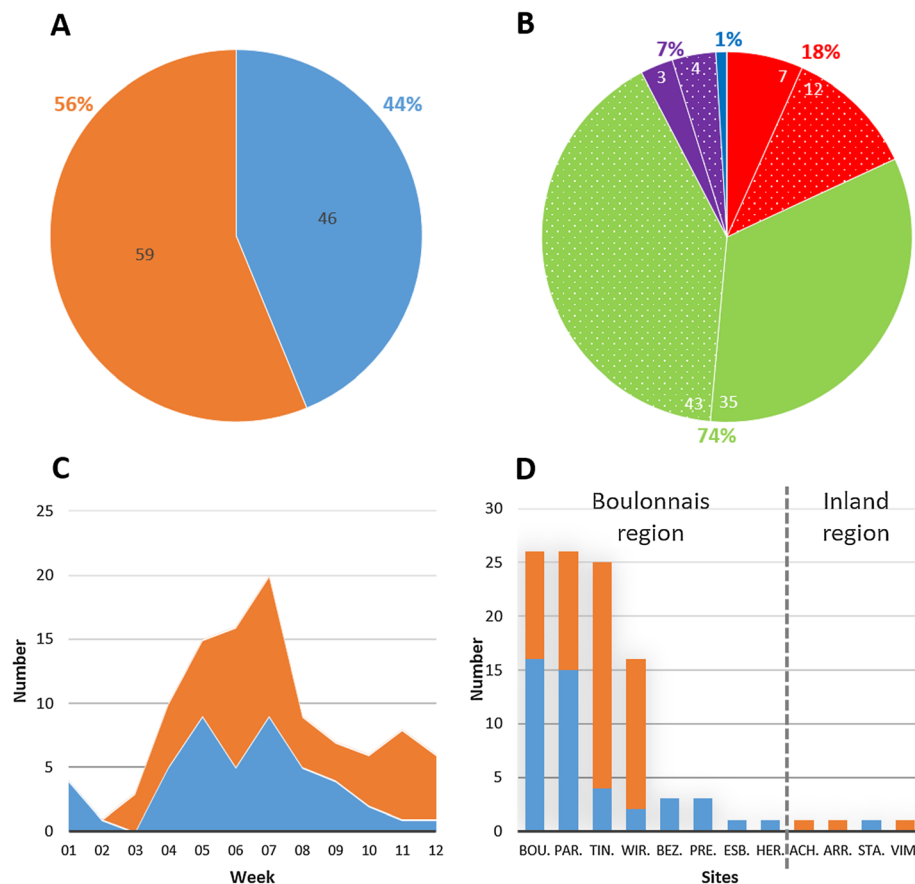 A
56%
44%
59
46
B
7%
1%
18%
3
4
7
12
43
35
74%
C
25
20
15
10
5
0
Number
01 02 03 04 05 06 07 08 09 10 11 12
Week
D
Boulonnais
region
Inland
region
30
25
20
15
10
5
0
Number
BOU. PAR. TIN. WIR. BEZ. PRE. ESB. HER. ACH. ARR. STA. VIM
Sites